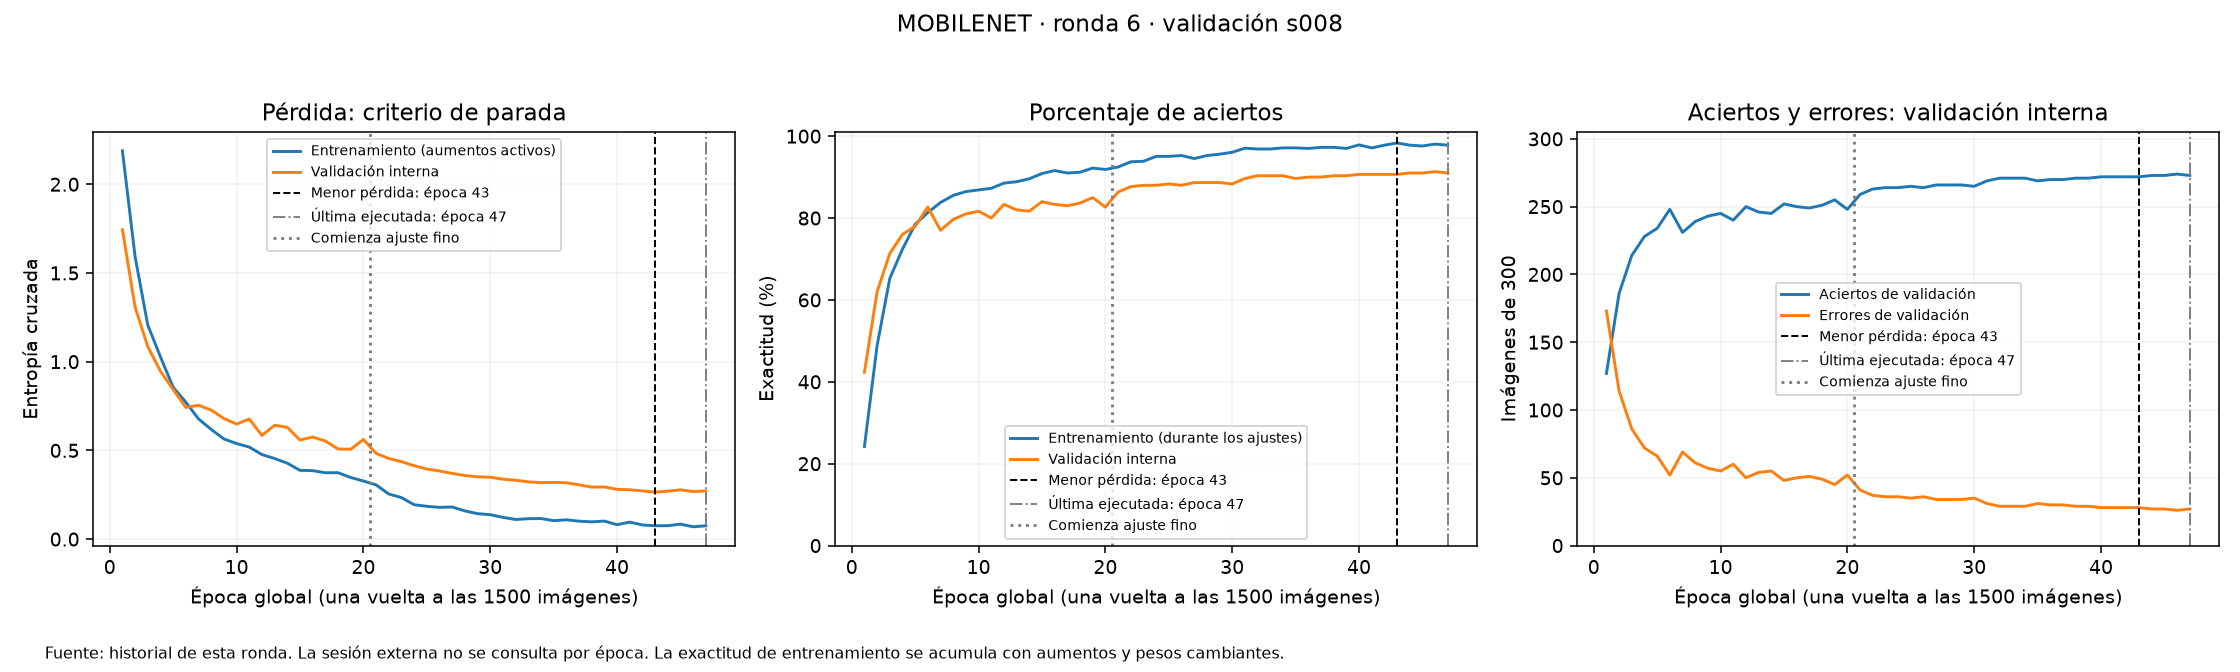 MOBILENET · ronda 6 · validación s008
Pérdida: criterio de parada
Entropía cruzada
2.0
1.5
1.0
0.5
0.0
Entrenamiento (aumentos activos)
Validación interna
Menor pérdida: época 43
Última ejecutada: época 47
Comienza ajuste fino
0 10 20 30 40
Época global (una vuelta a las 1500 imágenes)
Porcentaje de aciertos
Exactitud (%)
100
80
60
40
20
0
Entrenamiento (durante los ajustes)
Validación interna
Menor pérdida: época 43
Última ejecutada: época 47
Comienza ajuste fino
0 10 20 30 40
Época global (una vuelta a las 1500 imágenes)
Aciertos y errores: validación interna
Imágenes de 300
300
250
200
150
100
50
0
Aciertos de validación
Errores de validación
Menor pérdida: época 43
Última ejecutada: época 47
Comienza ajuste fino
0 10 20 30 40
Época global (una vuelta a las 1500 imágenes)
Fuente: historial de esta ronda. La sesión externa no se consulta por época. La exactitud de entrenamiento se acumula con aumentos y pesos cambiantes.